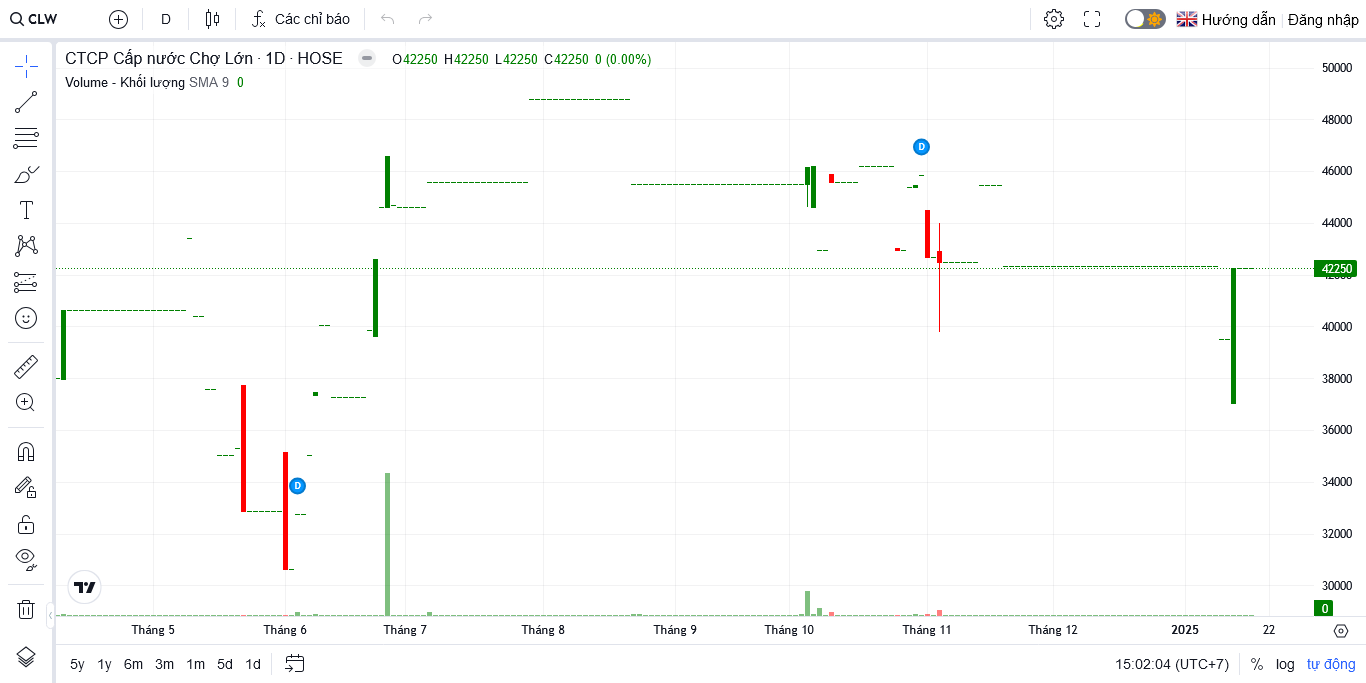 CLW D Các chỉ báo Hướng dẫn Đăng nhập
CTCP Cấp nước Chợ Lớn · 1D · HOSE O42250 H42250 L42250 C42250 0 (0.00%)
Volume - Khối lượng SMA 9 0
50000
48000
46000
44000
42250
40000
38000
36000
34000
32000
30000
0
D
D
Tháng 5 Tháng 6 Tháng 7 Tháng 8 Tháng 9 Tháng 10 Tháng 11 Tháng 12 2025 22
5y 1y 6m 3m 1m 5d 1d 15:02:04 (UTC+7) % log tự động